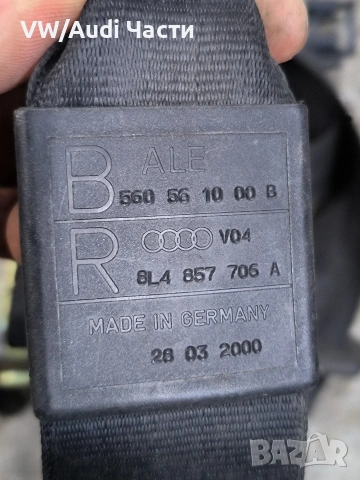 VW/Audi Части
B ALE
560 56 10 00 B
R V04
8L4 857 706 A
MADE IN GERMANY
28 03 2000
BAZAR